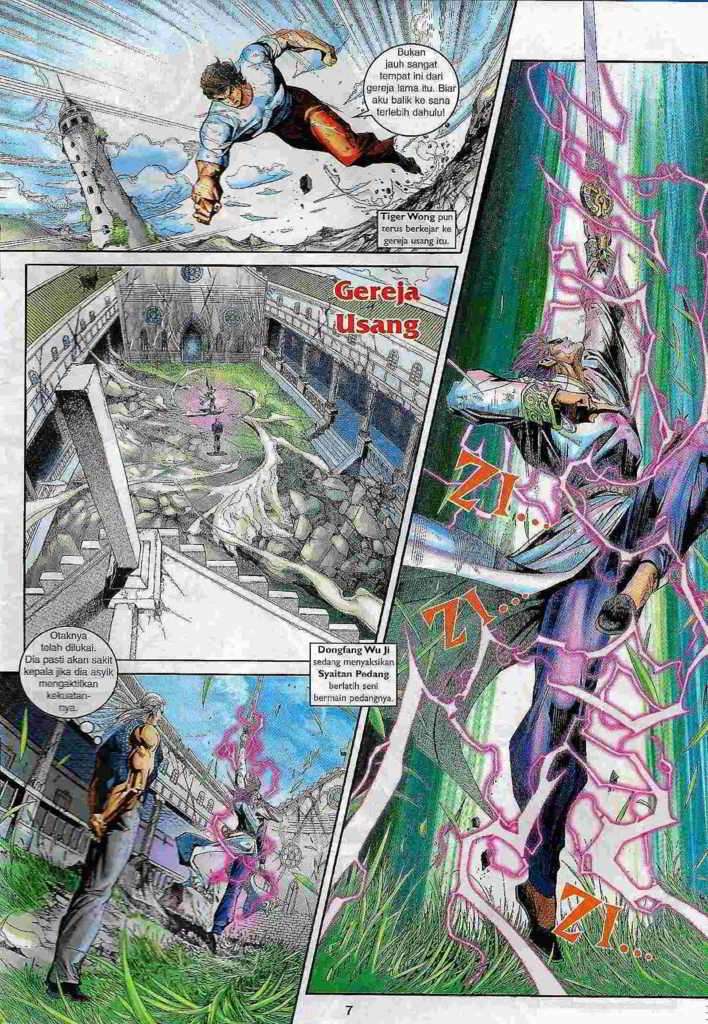 Bukan
jauh sangat
tempat ini dari
gereja lama itu. Biar
aku balik ke sana
terlebih dahulu!
Tiger Wong pun
terus berkejar ke
gereja usang itu.
Gereja
Usang
Otaknya
telah dilukai.
Dia pasti akan sakit
kepala jika dia asyik
mengaktifkan
kekuatan-
nya.
Dongfang Wu Ji
sedang menyaksikan
Syaitan Pedang
berlatih seni
bermain pedangnya.
ZI...
ZI...
ZI...
7